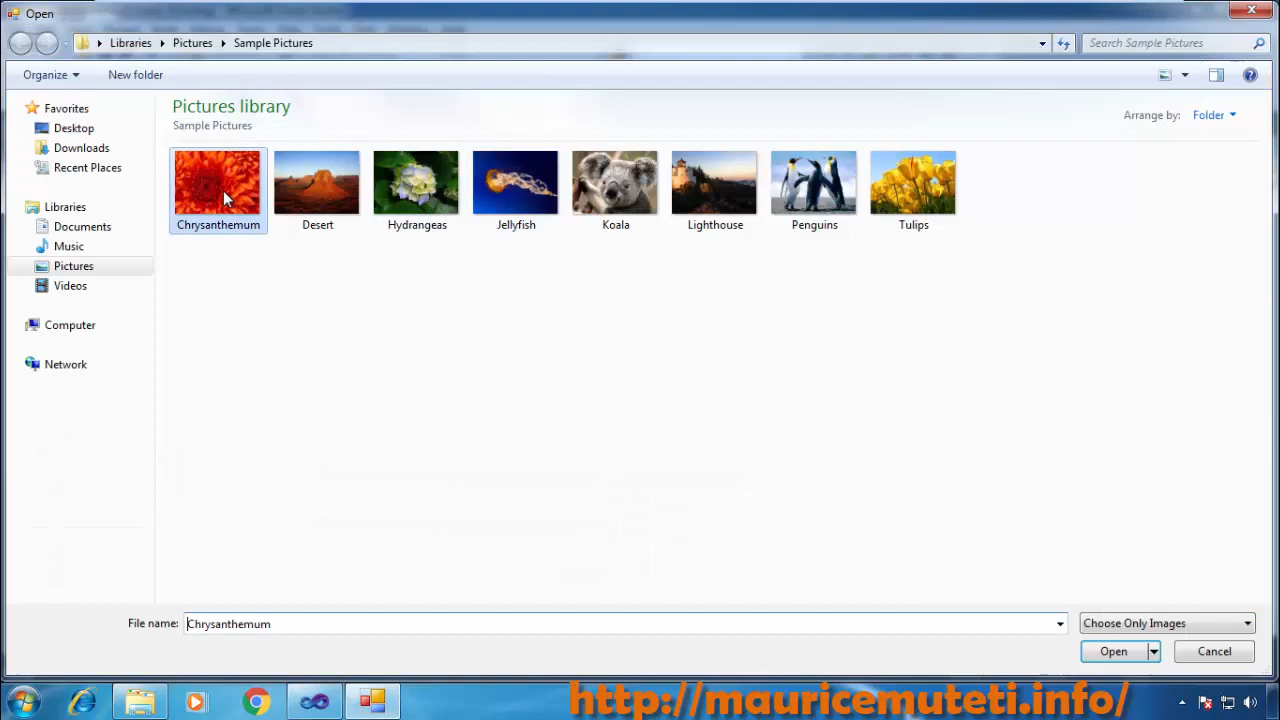 Open
Libraries Pictures Sample Pictures
Search Sample Pictures
Organize
New folder
Favorites
Desktop
Downloads
Recent Places
Libraries
Documents
Music
Pictures
Videos
Computer
Network
Pictures library
Sample Pictures
Arrange by: Folder
Chrysanthemum
Desert
Hydrangeas
Jellyfish
Koala
Lighthouse
Penguins
Tulips
File name: Chrysanthemum
Choose Only Images
Open
Cancel
http://mauricemuteti.info/